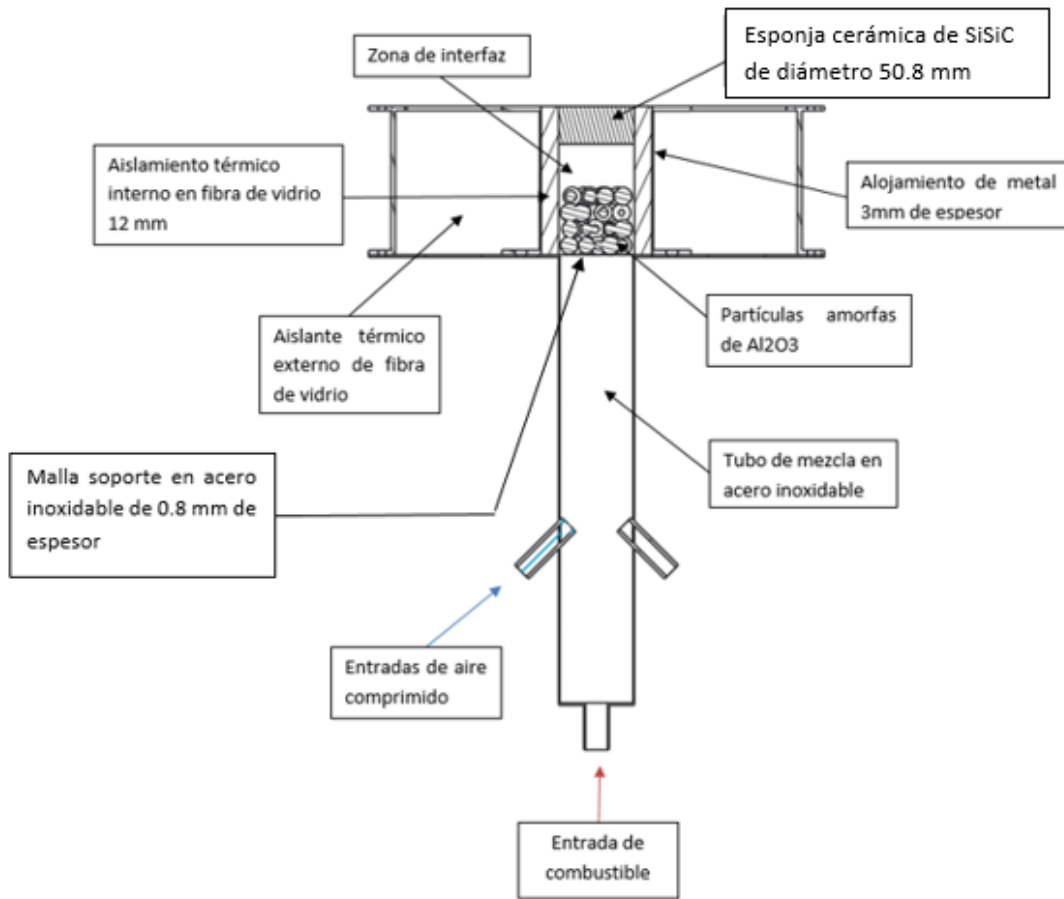 Zona de interfaz
Esponja cerámica de SiSiC
de diámetro 50.8 mm
Aislamiento térmico
interno en fibra de vidrio
12 mm
Alojamiento de metal
3mm de espesor
Aislante térmico
externo de fibra
de vidrio
Partículas amorfas
de Al2O3
Malla soporte en acero
inoxidable de 0.8 mm de
espesor
Tubo de mezcla en
acero inoxidable
Entradas de aire
comprimido
Entrada de
combustible